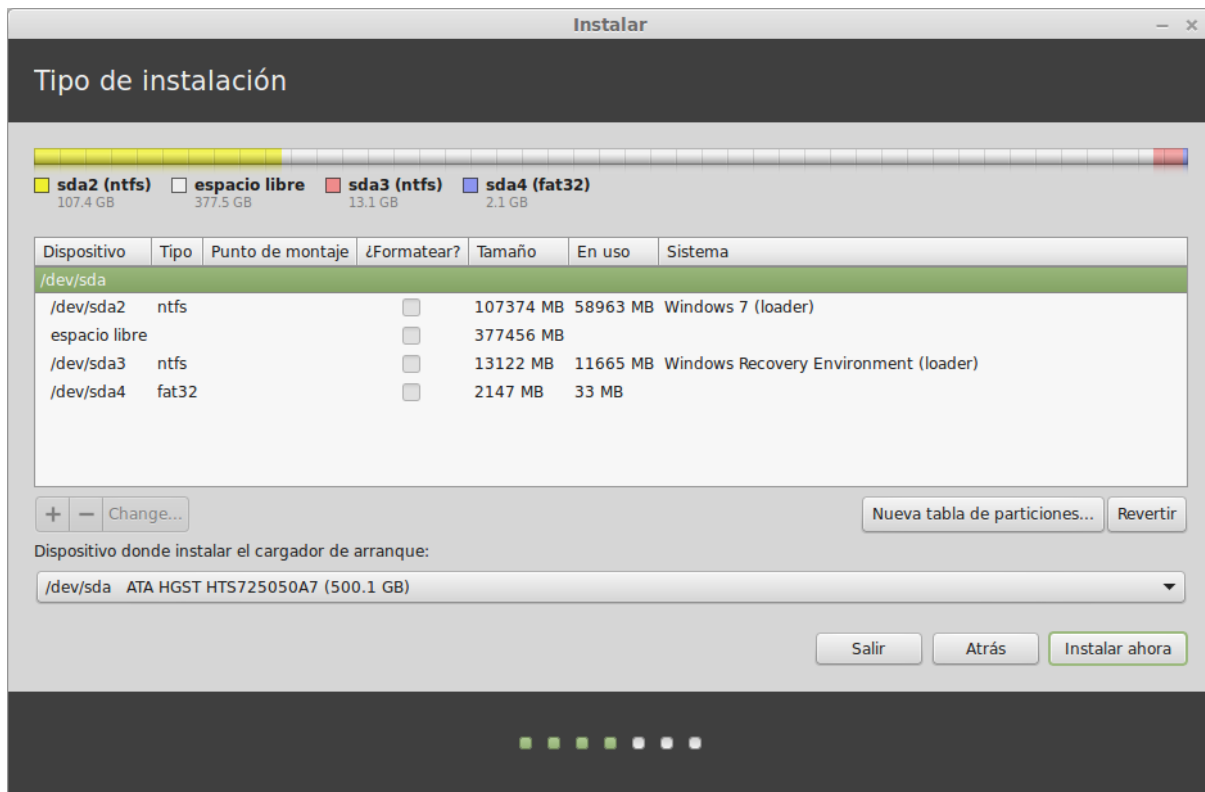 Instalar
Tipo de instalación
sda2 (ntfs) espacio libre sda3 (ntfs) sda4 (fat32)
107.4 GB 377.5 GB 13.1 GB 2.1 GB
Dispositivo Tipo Punto de montaje ¿Formatear? Tamaño En uso Sistema
/dev/sda
/dev/sda2 ntfs 107374 MB 58963 MB Windows 7 (loader)
espacio libre 377456 MB
/dev/sda3 ntfs 13122 MB 11665 MB Windows Recovery Environment (loader)
/dev/sda4 fat32 2147 MB 33 MB
+ − Change... Nueva tabla de particiones... Revertir
Dispositivo donde instalar el cargador de arranque:
/dev/sda ATA HGST HTS725050A7 (500.1 GB)
Salir Atrás Instalar ahora